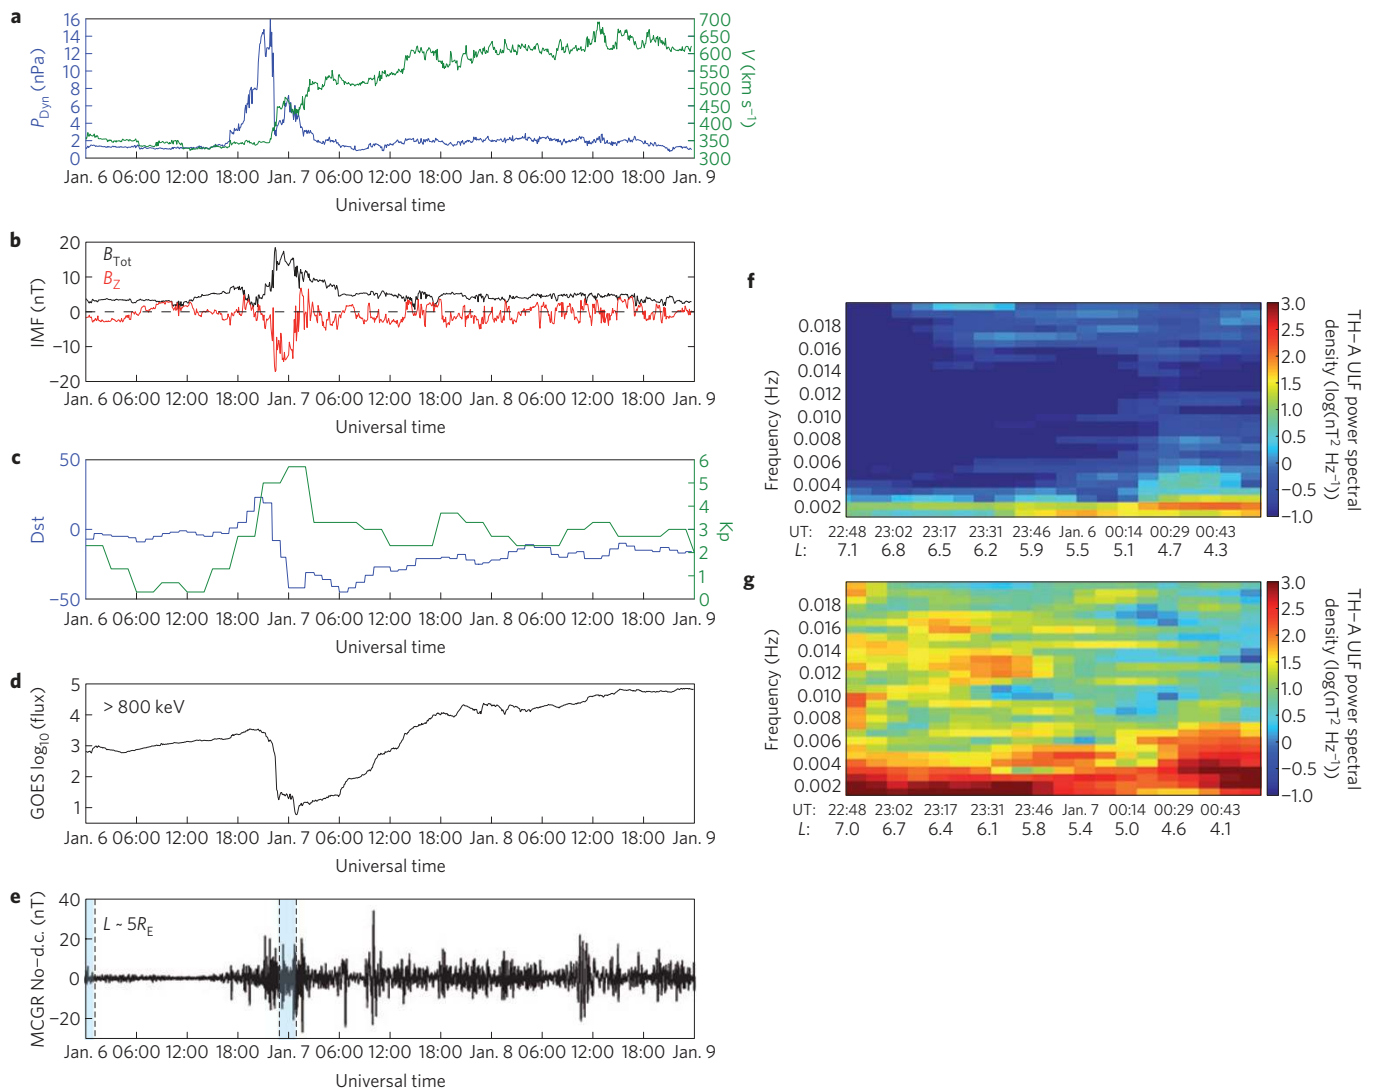 a
16
14
12
10
8
6
4
2
0
P Dyn (nPa)
700
650
600
550
500
450
400
350
300
V (km s⁻¹)
Jan. 6 06:00 12:00 18:00 Jan. 7 06:00 12:00 18:00 Jan. 8 06:00 12:00 18:00 Jan. 9
Universal time
b
20
10
0
−10
−20
IMF (nT)
B Tot
B Z
Jan. 6 06:00 12:00 18:00 Jan. 7 06:00 12:00 18:00 Jan. 8 06:00 12:00 18:00 Jan. 9
Universal time
c
50
0
−50
Dst
6
5
4
3
2
1
0
Kp
Jan. 6 06:00 12:00 18:00 Jan. 7 06:00 12:00 18:00 Jan. 8 06:00 12:00 18:00 Jan. 9
Universal time
d
5
4
3
2
1
GOES log₁₀ (flux)
> 800 keV
Jan. 6 06:00 12:00 18:00 Jan. 7 06:00 12:00 18:00 Jan. 8 06:00 12:00 18:00 Jan. 9
Universal time
e
40
20
0
−20
MCGR No−d.c. (nT)
L ~ 5R E
Jan. 6 06:00 12:00 18:00 Jan. 7 06:00 12:00 18:00 Jan. 8 06:00 12:00 18:00 Jan. 9
Universal time
f
0.018
0.016
0.014
0.012
0.010
0.008
0.006
0.004
0.002
Frequency (Hz)
3.0
2.5
2.0
1.5
1.0
0.5
0
−0.5
−1.0
TH−A ULF power spectral
density (log(nT² Hz⁻¹))
UT: 22:48 23:02 23:17 23:31 23:46 Jan. 6 00:14 00:29 00:43
L: 7.1 6.8 6.5 6.2 5.9 5.5 5.1 4.7 4.3
g
0.018
0.016
0.014
0.012
0.010
0.008
0.006
0.004
0.002
Frequency (Hz)
3.0
2.5
2.0
1.5
1.0
0.5
0
−0.5
−1.0
TH−A ULF power spectral
density (log(nT² Hz⁻¹))
UT: 22:48 23:02 23:17 23:31 23:46 Jan. 7 00:14 00:29 00:43
L: 7.0 6.7 6.4 6.1 5.8 5.4 5.0 4.6 4.1